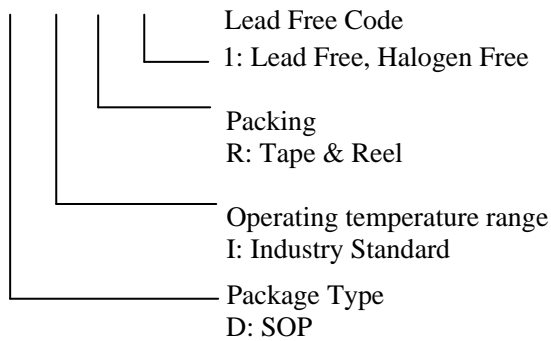 Lead Free Code
1: Lead Free, Halogen Free
Packing
R: Tape & Reel
Operating temperature range
I: Industry Standard
Package Type
D: SOP